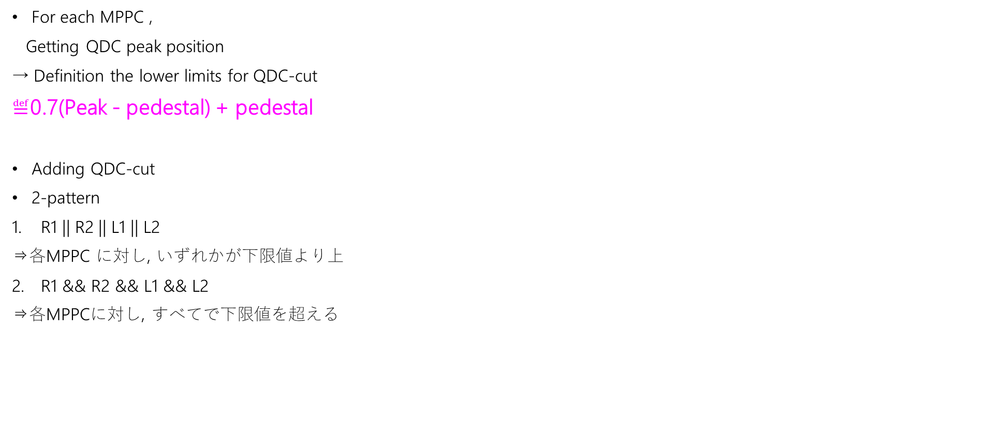 • For each MPPC ,
Getting QDC peak position
→ Definition the lower limits for QDC-cut
≝0.7(Peak - pedestal) + pedestal
• Adding QDC-cut
• 2-pattern
1. R1 || R2 || L1 || L2
⇒各MPPC に対し, いずれかが下限値より上
2. R1 && R2 && L1 && L2
⇒各MPPCに対し, すべてで下限値を超える